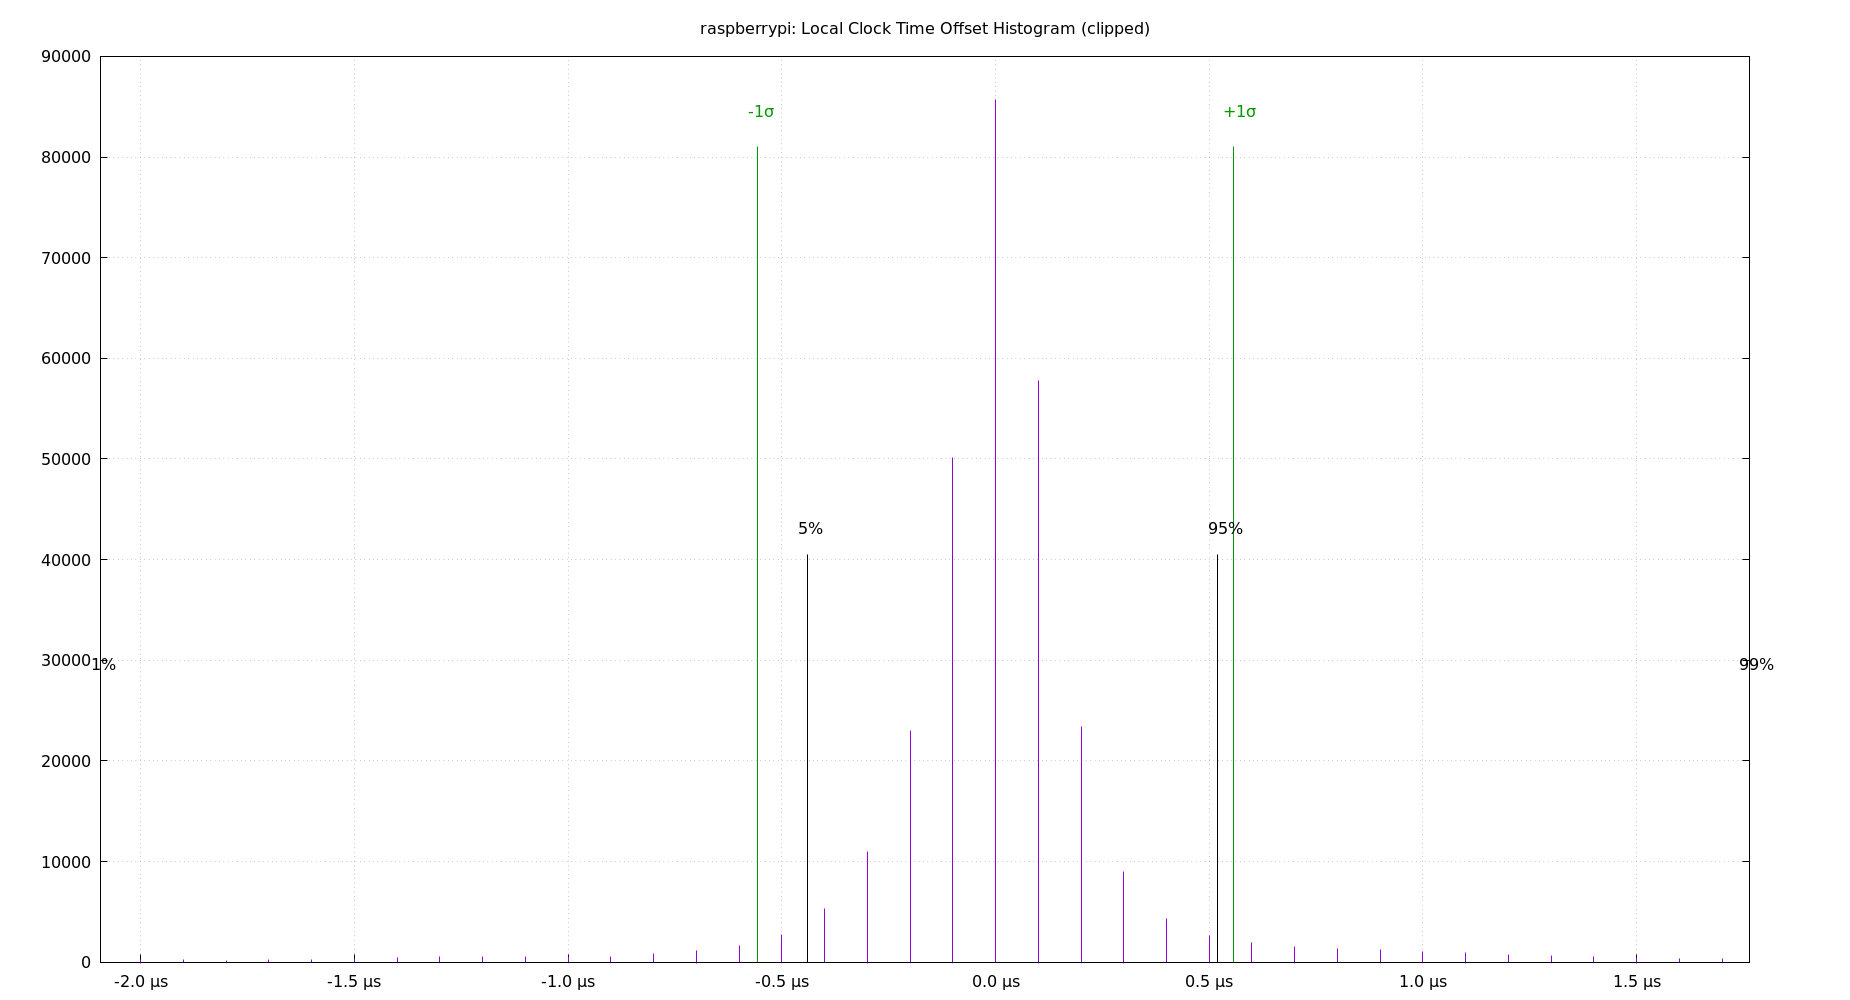 raspberrypi: Local Clock Time Offset Histogram (clipped)
90000
-1σ +1σ
80000
70000
60000
50000
5% 95%
40000
30000 1% 99%
20000
10000
0
-2.0 µs -1.5 µs -1.0 µs -0.5 µs 0.0 µs 0.5 µs 1.0 µs 1.5 µs